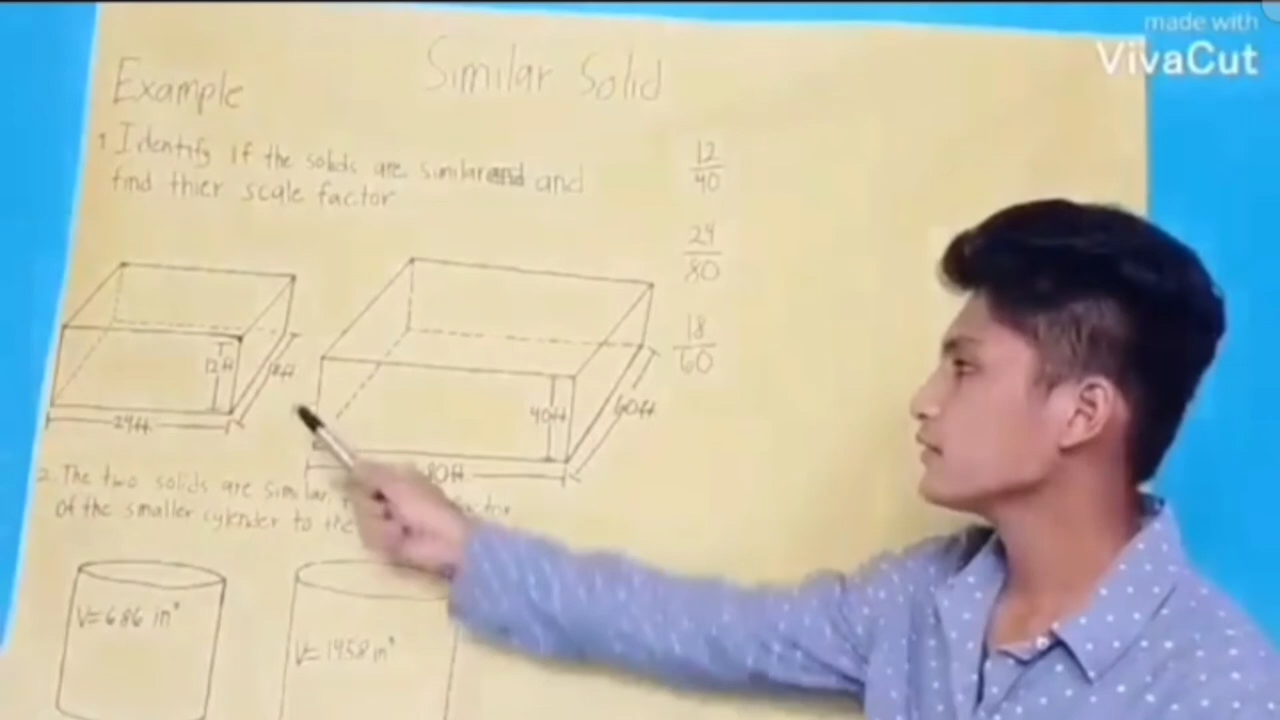 made with
VivaCut
Similar Solid
Example
1. Identify if the solids are similar and and
find thier scale factor
12
40
24
80
18
60
12ft
18ft
24ft
40ft
60ft
80ft
2. The two solids are similar,
of the smaller cylender to the
V=686 in³
V=1458 in³